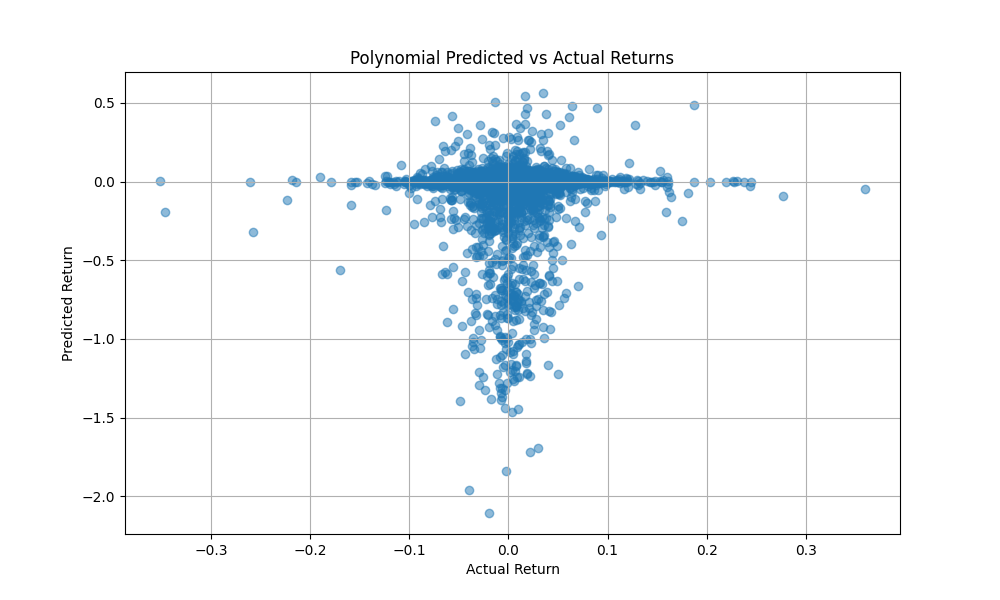 Polynomial Predicted vs Actual Returns
0.5
0.0
−0.5
−1.0
−1.5
−2.0
Predicted Return
−0.3 −0.2 −0.1 0.0 0.1 0.2 0.3
Actual Return